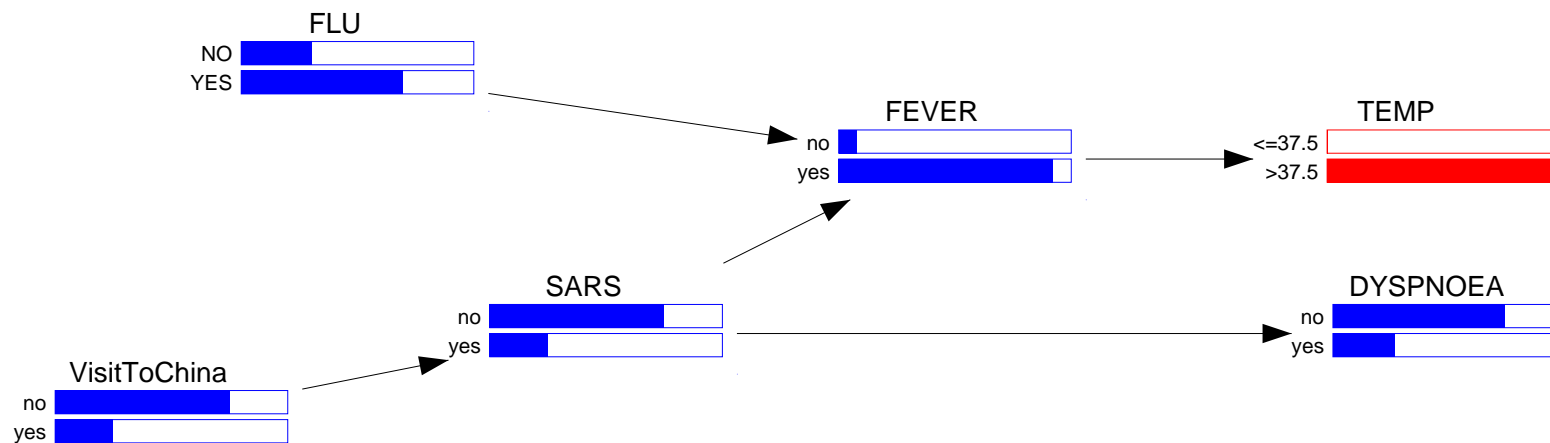 FLU
NO
YES
FEVER
no
yes
TEMP
<=37.5
>37.5
SARS
no
yes
DYSPNOEA
no
yes
VisitToChina
no
yes